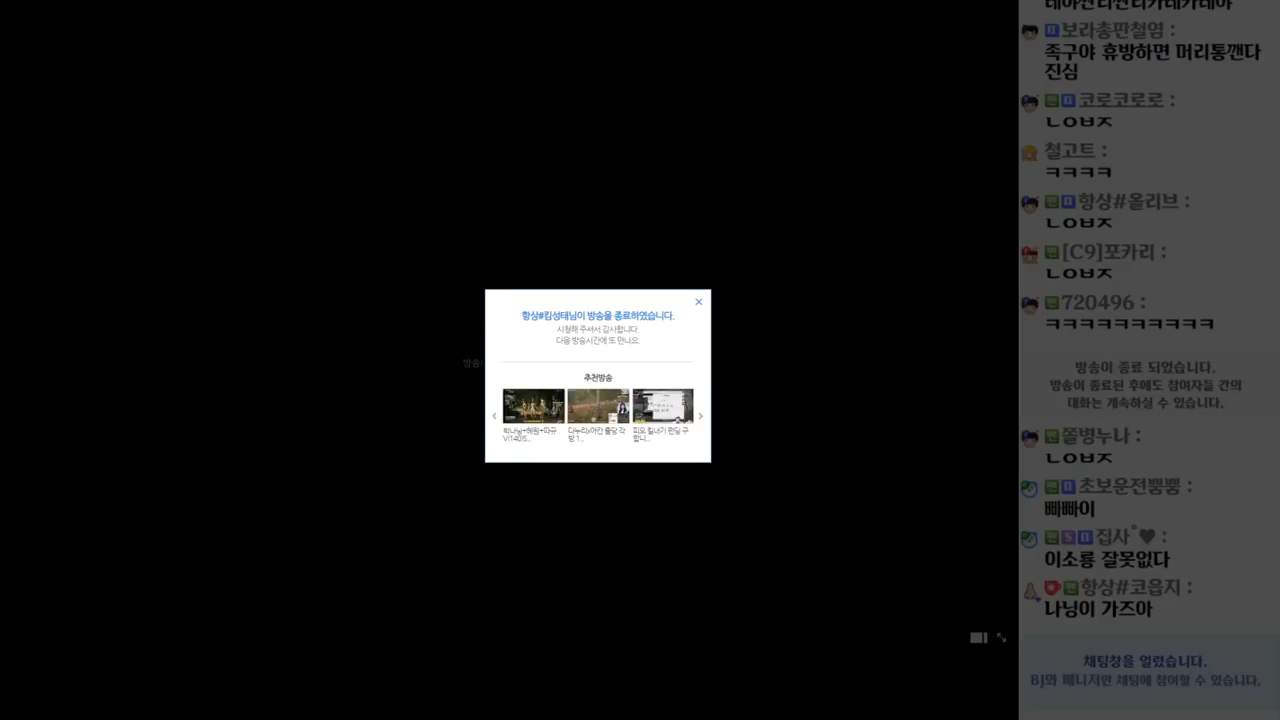 항상#킴성태님이 방송을 종료하였습니다.
시청해 주셔서 감사합니다.
다음 방송시간에 또 만나요.
방송
추천방송
보라총판철염 :
족구야 휴방하면 머리통깬다
진심
코로코로로 :
ㄴㅇㅂㅈ
철고트 :
ㅋㅋㅋㅋ
항상#올리브 :
ㄴㅇㅂㅈ
[C9]포카리 :
ㄴㅇㅂㅈ
720496 :
ㅋㅋㅋㅋㅋㅋㅋㅋㅋㅋ
방송이 종료 되었습니다.
방송이 종료된 후에도 참여자들 간의
대화는 계속하실 수 있습니다.
쫄병누나 :
ㄴㅇㅂㅈ
초보운전뿡뿡 :
빠빠이
집사˚♥ :
이소룡 잘못없다
항상#코읍지 :
나닝이 가즈아
채팅창을 얼렸습니다.
BJ와 매니저만 채팅에 참여할 수 있습니다.